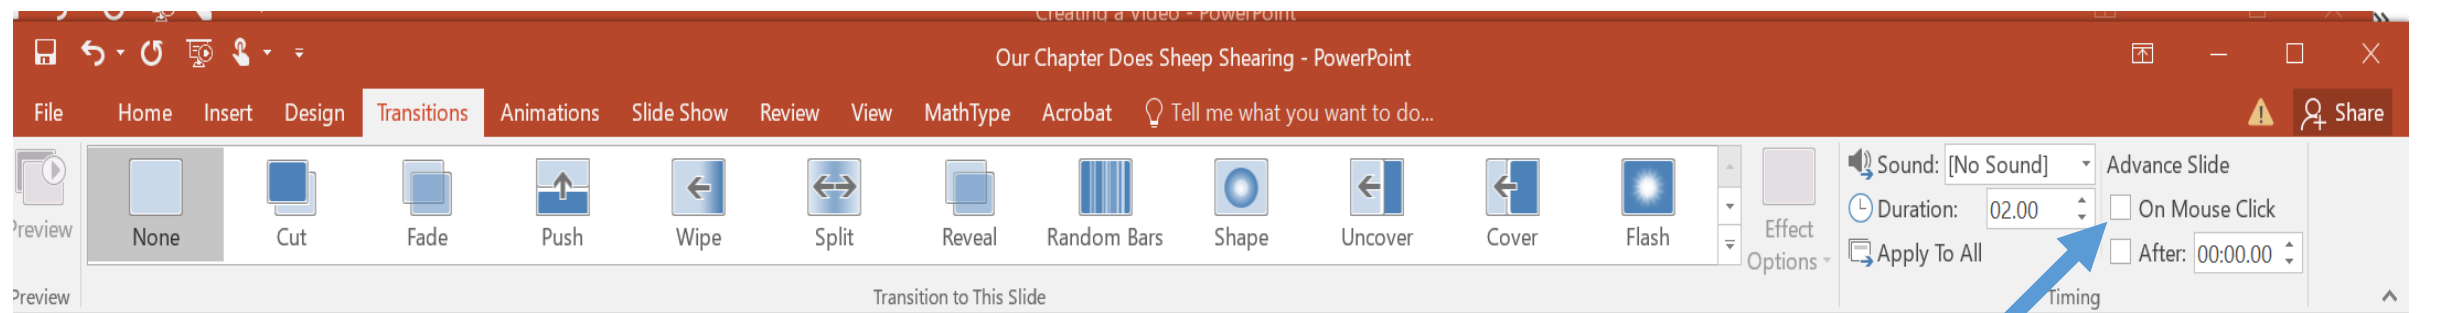 Creating a Video - PowerPoint
Our Chapter Does Sheep Shearing - PowerPoint
File Home Insert Design Transitions Animations Slide Show Review View MathType Acrobat Tell me what you want to do... Share
Sound: [No Sound] Advance Slide
Duration: 02.00 On Mouse Click
Preview None Cut Fade Push Wipe Split Reveal Random Bars Shape Uncover Cover Flash Effect Options
Apply To All After: 00:00.00
Preview Transition to This Slide Timing